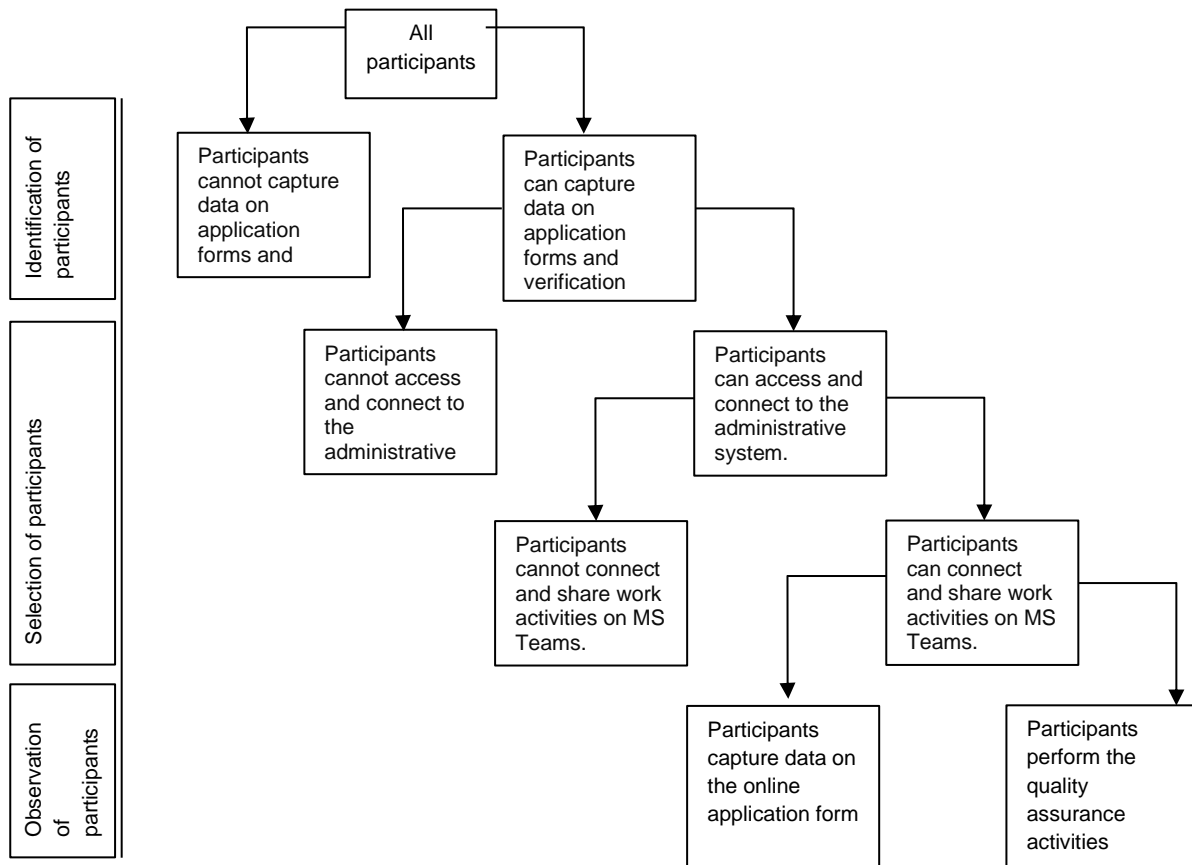 All
participants
Identification of
participants
Participants
cannot capture
data on
application
forms and
Participants
can capture
data on
application
forms and
verification
Selection of participants
Participants
cannot access
and connect to
the
administrative
Participants
can access and
connect to the
administrative
system.
Participants
cannot connect
and share work
activities on MS
Teams.
Participants
can connect
and share work
activities on MS
Teams.
Observation
of
participants
Participants
capture data on
the online
application form
Participants
perform the
quality
assurance
activities